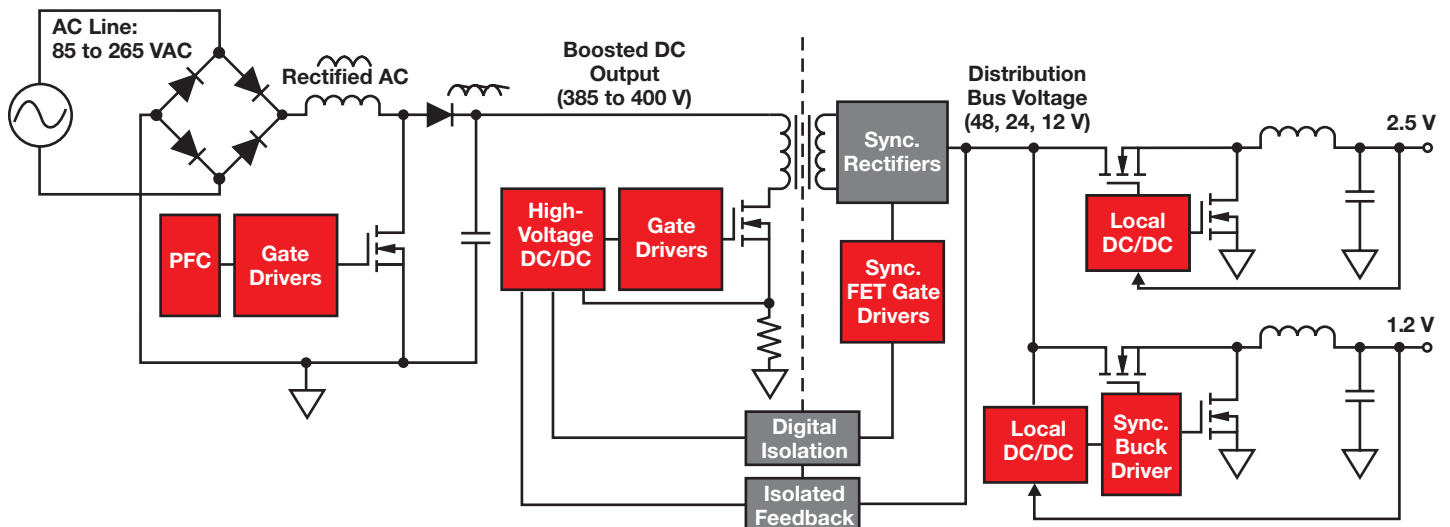 AC Line:
85 to 265 VAC
Rectified AC
Boosted DC
Output
(385 to 400 V)
Distribution
Bus Voltage
(48, 24, 12 V)
2.5 V
Sync.
Rectifiers
PFC
Gate
Drivers
High-
Voltage
DC/DC
Gate
Drivers
Sync.
FET Gate
Drivers
Local
DC/DC
1.2 V
Digital
Isolation
Isolated
Feedback
Local
DC/DC
Sync.
Buck
Driver